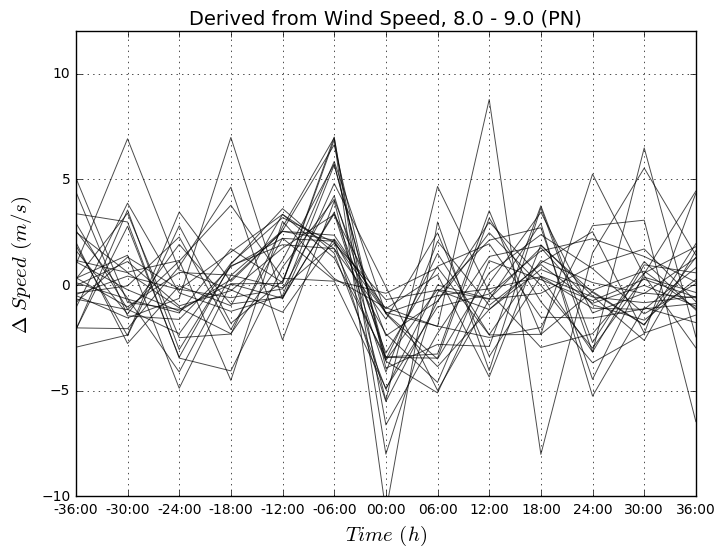 Derived from Wind Speed, 8.0 - 9.0 (PN)
10
5
0
−5
−10
Δ Speed (m/s)
-36:00 -30:00 -24:00 -18:00 -12:00 -06:00 00:00 06:00 12:00 18:00 24:00 30:00 36:00
Time (h)